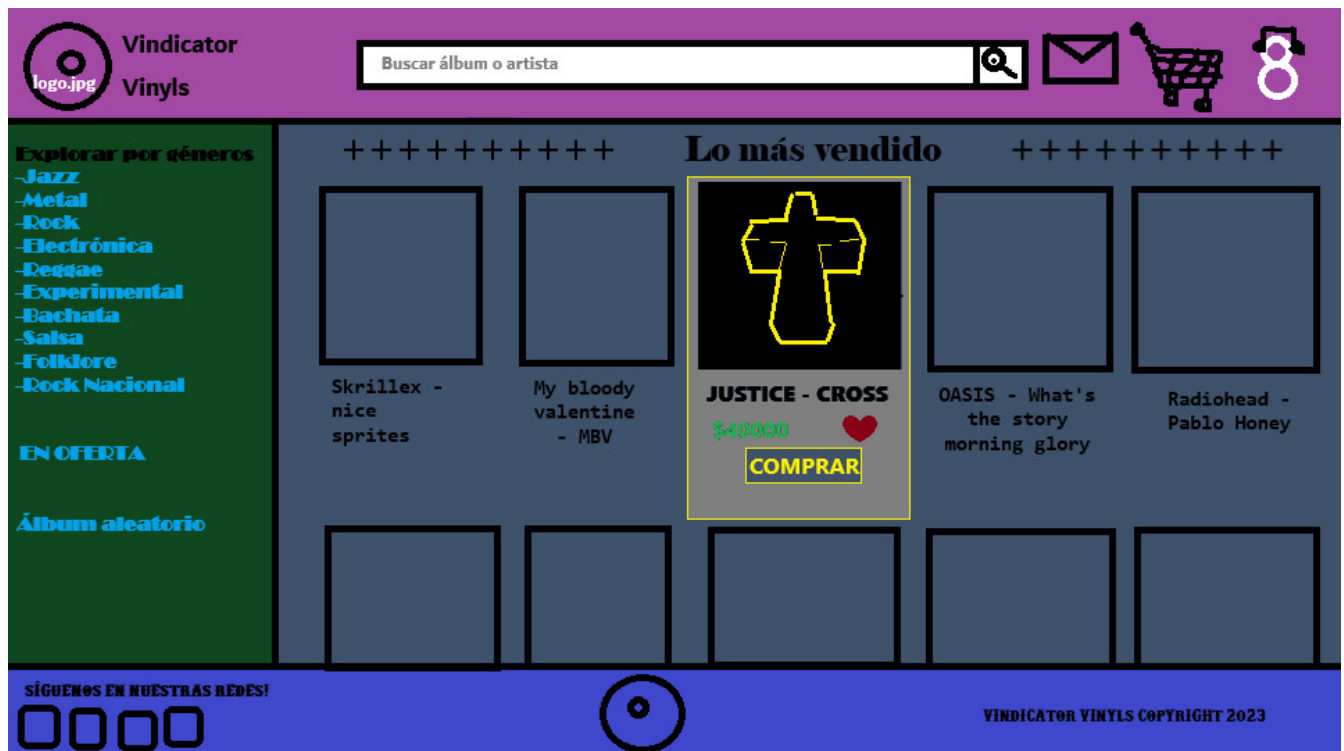 Vindicator
Vinyls
logo.jpg
Buscar álbum o artista
Explorar por géneros
-Jazz
-Metal
-Rock
-Electrónica
-Reggae
-Experimental
-Bachata
-Salsa
-Folklore
-Rock Nacional
EN OFERTA
Álbum aleatorio
++++++++++ Lo más vendido ++++++++++
Skrillex -
nice
sprites
My bloody
valentine
- MBV
JUSTICE - CROSS
$40000
COMPRAR
OASIS - What's
the story
morning glory
Radiohead -
Pablo Honey
SÍGUENOS EN NUESTRAS REDES!
VINDICATOR VINYLS COPYRIGHT 2023